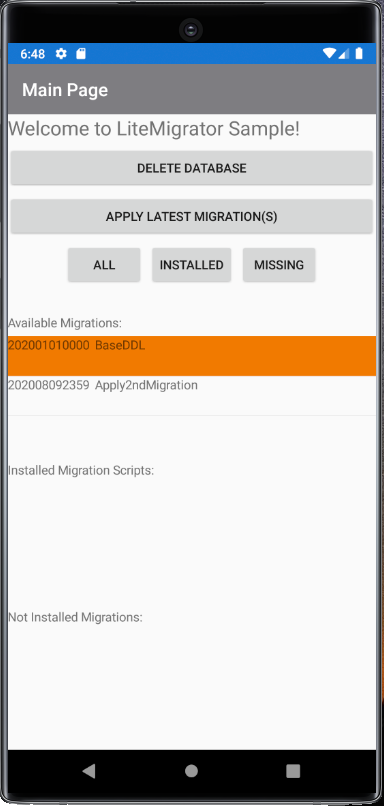 6:48
Main Page
Welcome to LiteMigrator Sample!
DELETE DATABASE
APPLY LATEST MIGRATION(S)
ALL INSTALLED MISSING
Available Migrations:
202001010000 BaseDDL
202008092359 Apply2ndMigration
Installed Migration Scripts:
Not Installed Migrations: